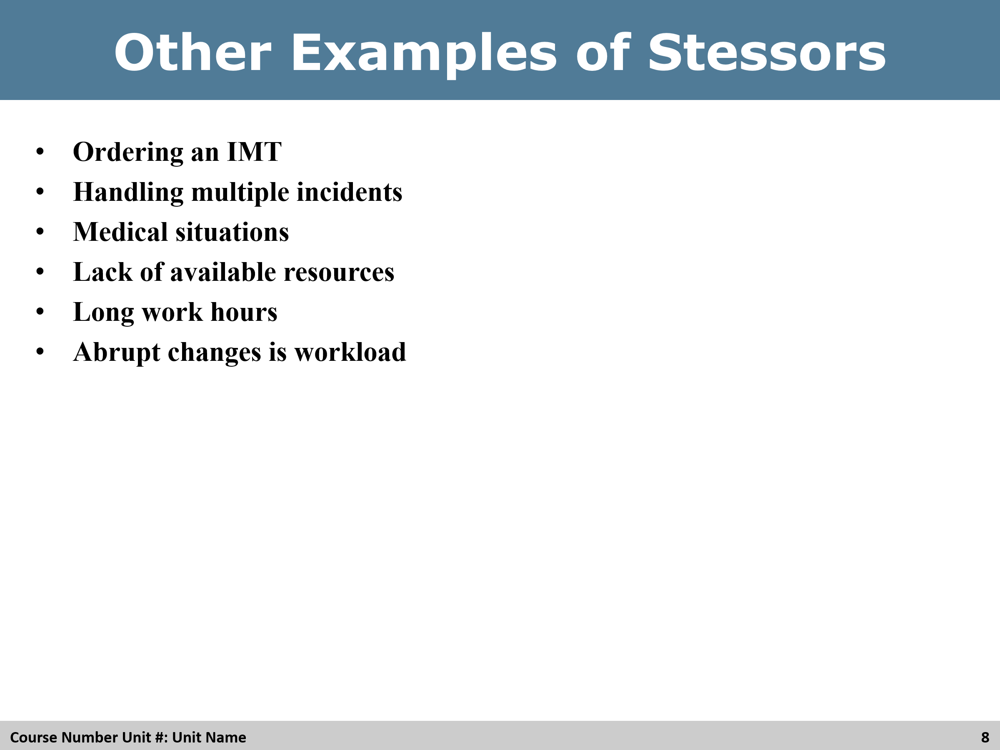 Other Examples of Stessors
• Ordering an IMT
• Handling multiple incidents
• Medical situations
• Lack of available resources
• Long work hours
• Abrupt changes is workload
Course Number Unit #: Unit Name 8